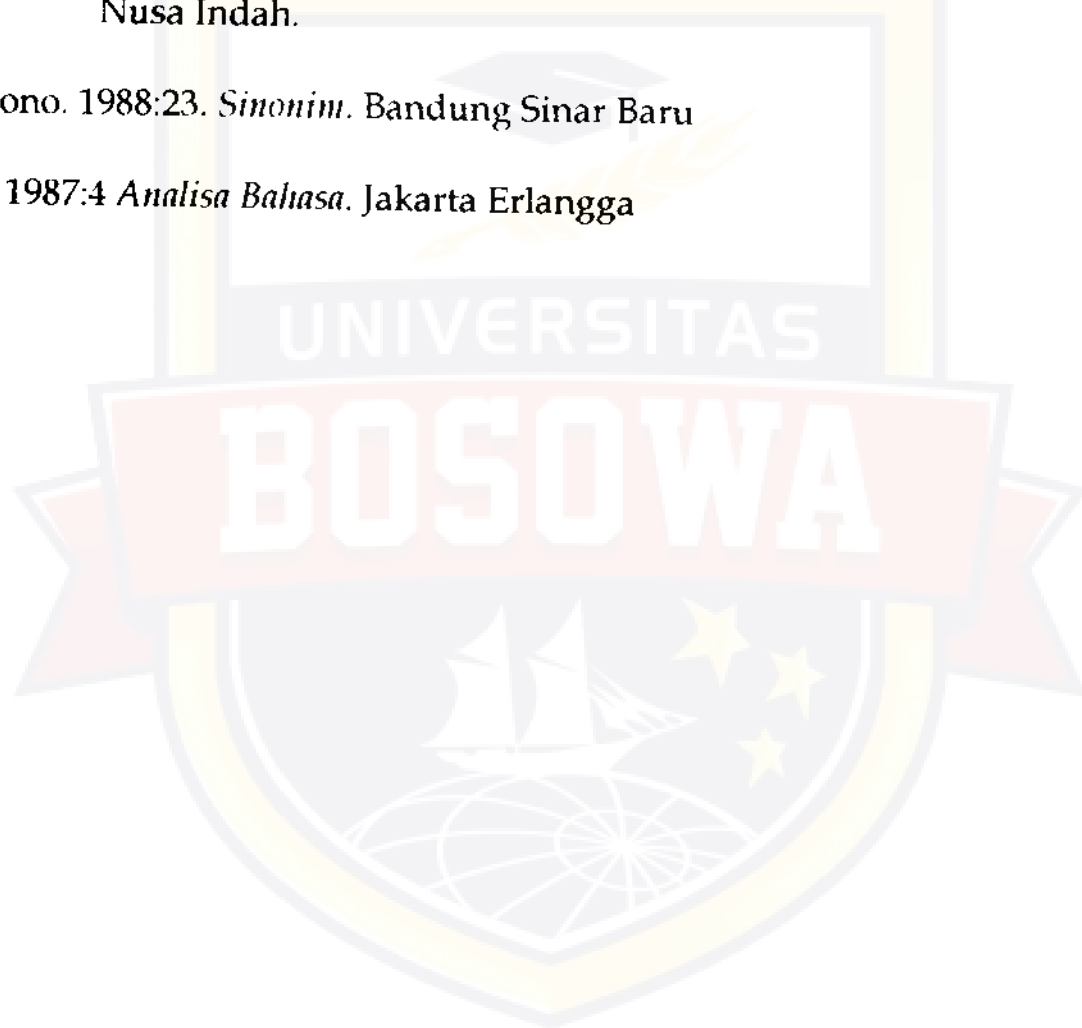 Nusa Indah.
ono. 1988:23. Sinonim. Bandung Sinar Baru
1987:4 Analisa Bahasa. Jakarta Erlangga
UNIVERSITAS
BOSOWA